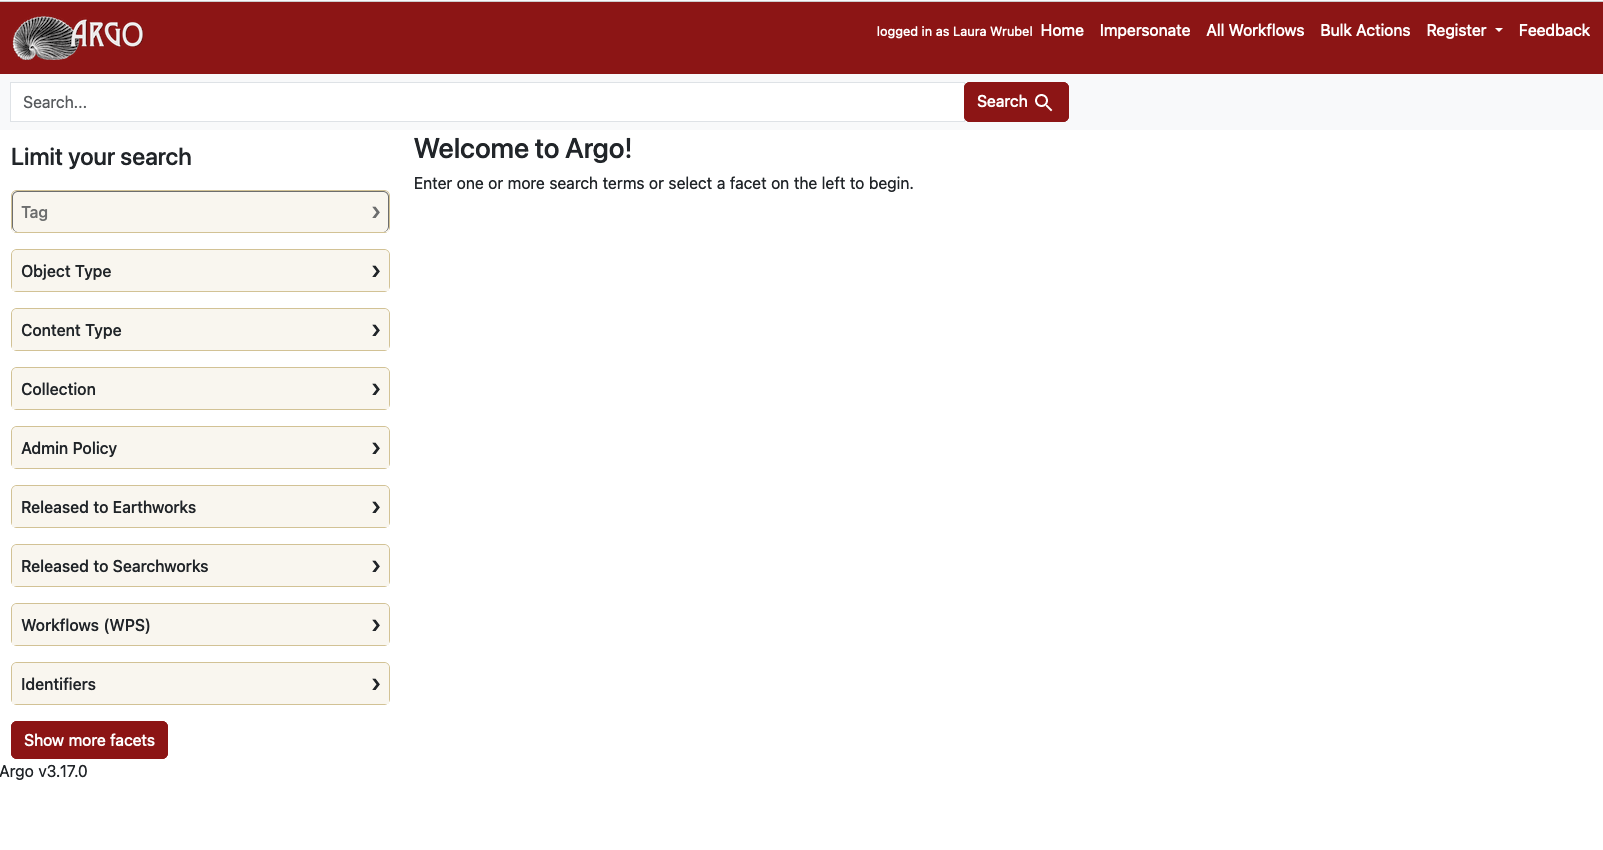 ARGO
logged in as Laura Wrubel Home Impersonate All Workflows Bulk Actions Register Feedback
Search... Search
Limit your search
Tag
Object Type
Content Type
Collection
Admin Policy
Released to Earthworks
Released to Searchworks
Workflows (WPS)
Identifiers
Show more facets
Welcome to Argo!
Enter one or more search terms or select a facet on the left to begin.
Argo v3.17.0